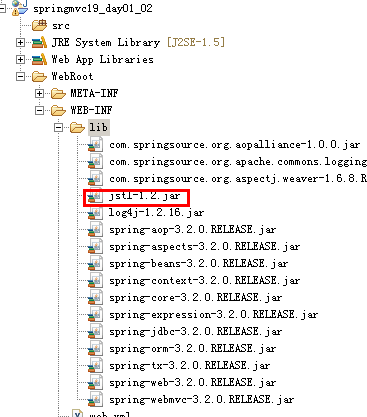 springmvc19_day01_02
src
JRE System Library [J2SE-1.5]
Web App Libraries
WebRoot
META-INF
WEB-INF
lib
com.springsource.org.aopalliance-1.0.0.jar
com.springsource.org.apache.commons.logging
com.springsource.org.aspectj.weaver-1.6.8.R
jstl-1.2.jar
log4j-1.2.16.jar
spring-aop-3.2.0.RELEASE.jar
spring-aspects-3.2.0.RELEASE.jar
spring-beans-3.2.0.RELEASE.jar
spring-context-3.2.0.RELEASE.jar
spring-core-3.2.0.RELEASE.jar
spring-expression-3.2.0.RELEASE.jar
spring-jdbc-3.2.0.RELEASE.jar
spring-orm-3.2.0.RELEASE.jar
spring-tx-3.2.0.RELEASE.jar
spring-web-3.2.0.RELEASE.jar
spring-webmvc-3.2.0.RELEASE.jar
web.xml